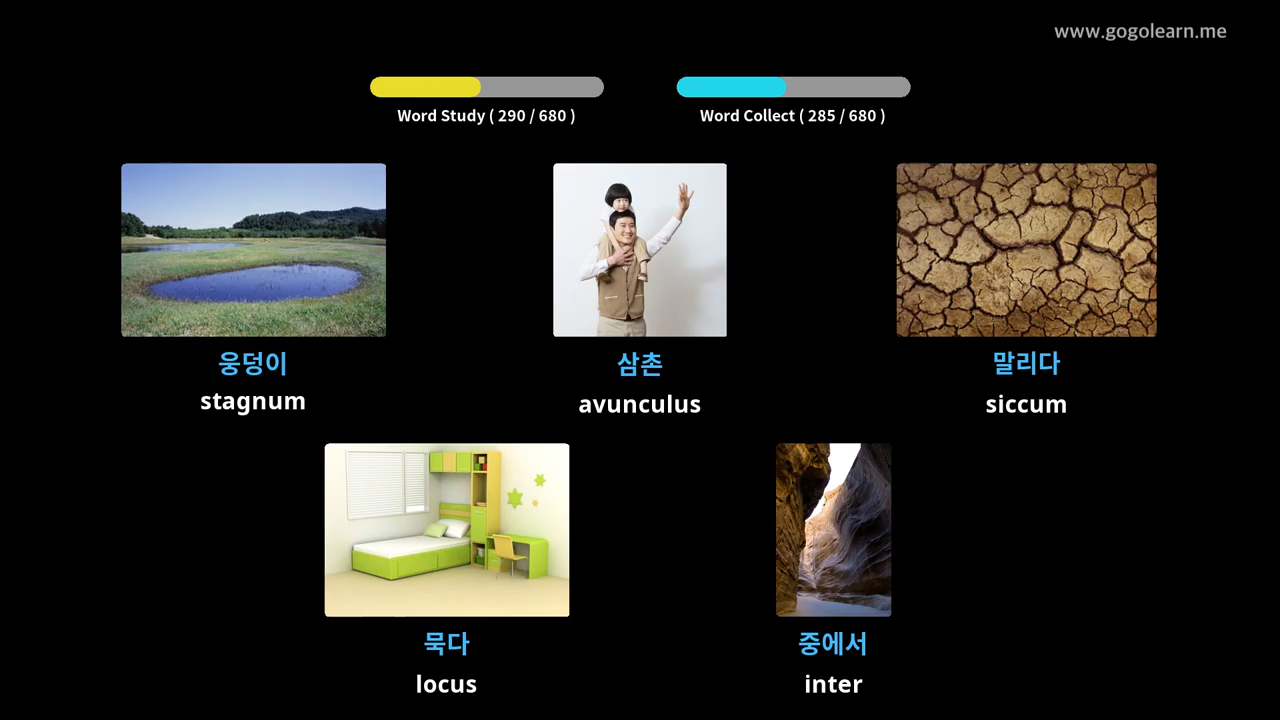 www.gogolearn.me
Word Study ( 290 / 680 )
Word Collect ( 285 / 680 )
웅덩이
stagnum
삼촌
avunculus
말리다
siccum
묵다
locus
중에서
inter